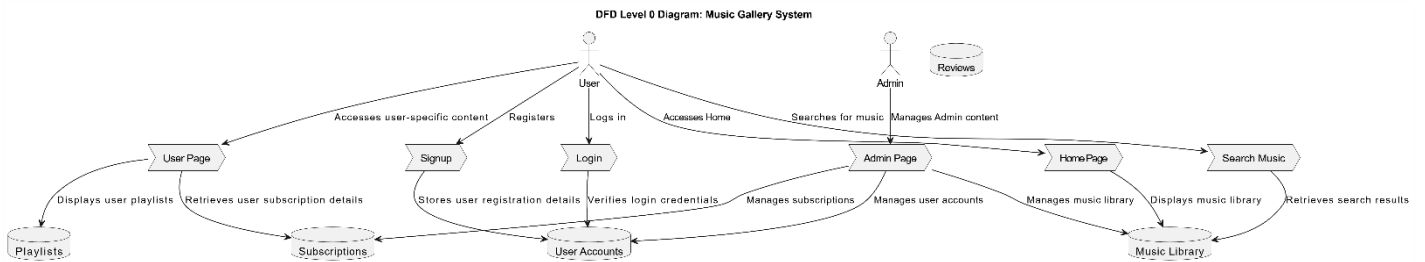 DFD Level 0 Diagram: Music Gallery System
Reviews
User
Admin
Accesses user-specific content
Registers
Logs in
Accesses Home
Searches for music
Manages Admin content
User Page
Signup
Login
Admin Page
Home Page
Search Music
Displays user playlists
Retrieves user subscription details
Stores user registration details
Verifies login credentials
Manages subscriptions
Manages user accounts
Manages music library
Displays music library
Retrieves search results
Playlists
Subscriptions
User Accounts
Music Library